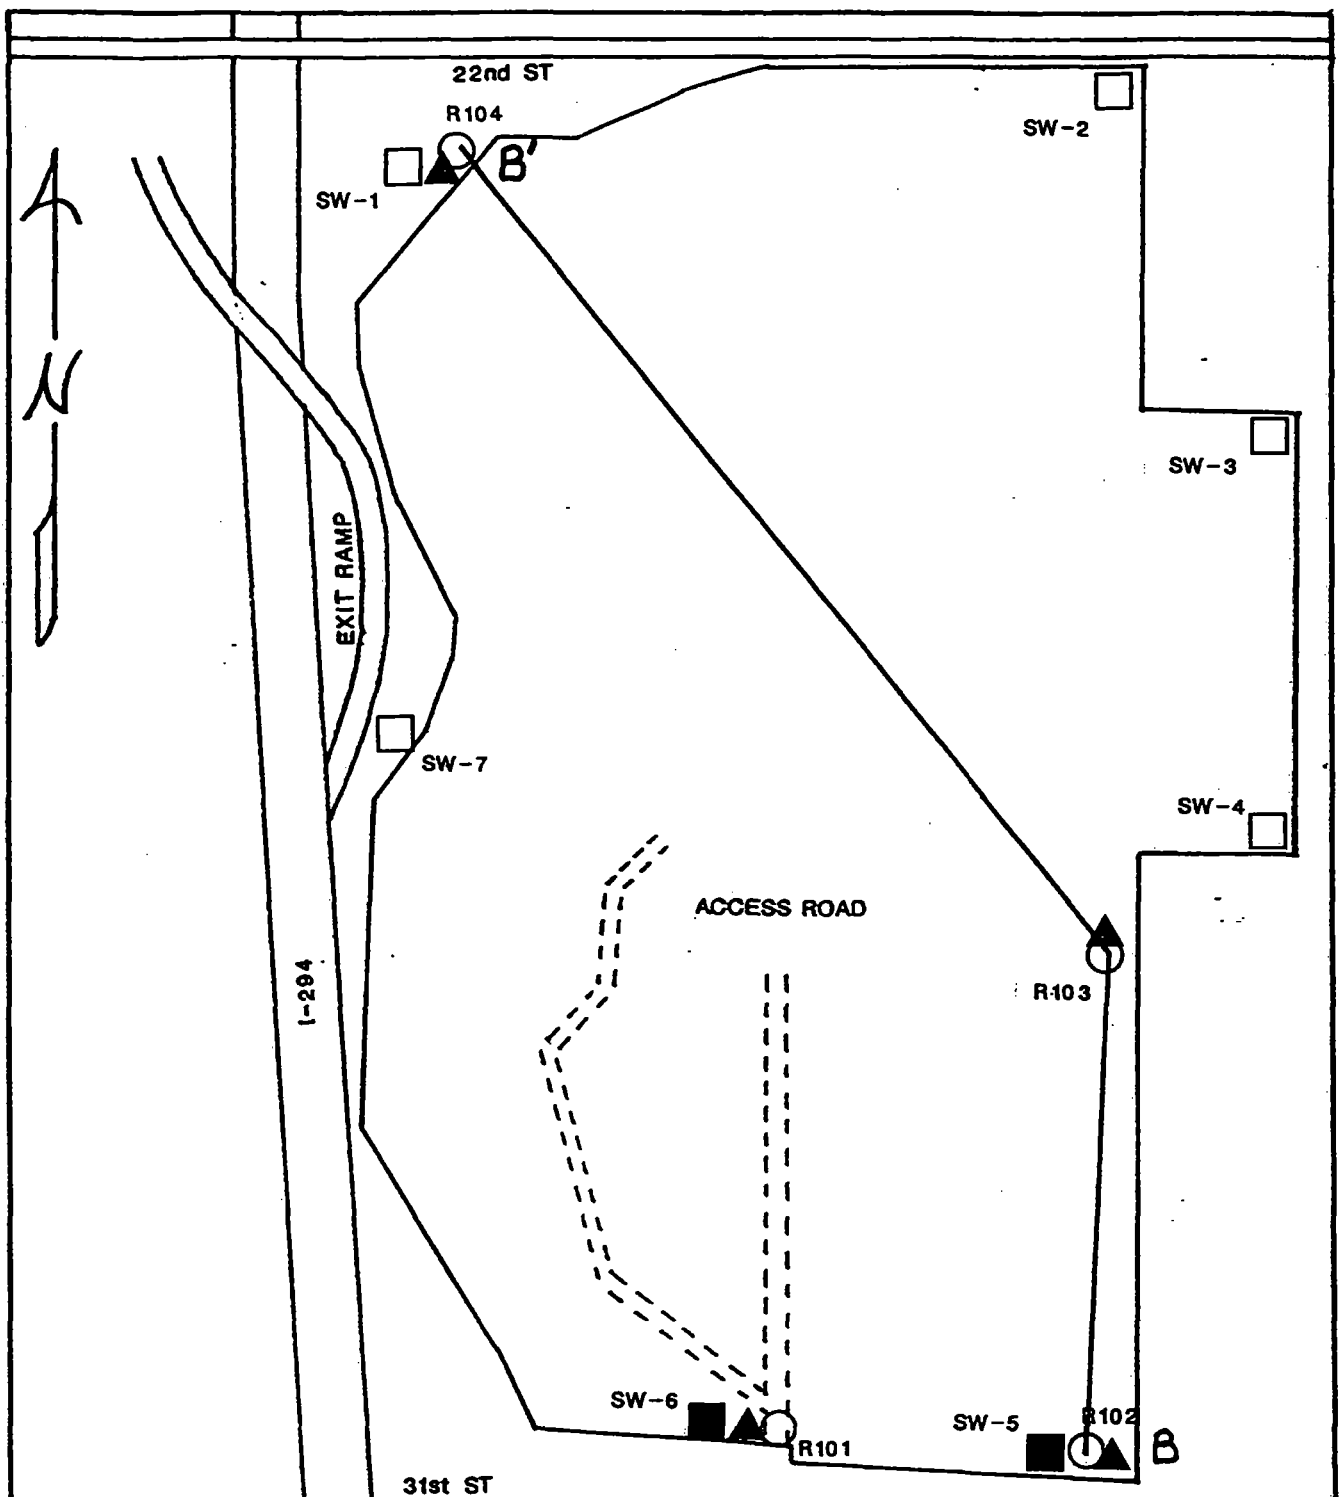 22nd ST
R104
B'
SW-1
SW-2
N
SW-3
EXIT RAMP
SW-7
SW-4
ACCESS ROAD
I-294
R103
SW-6
R101
SW-5
R102
B
31st ST